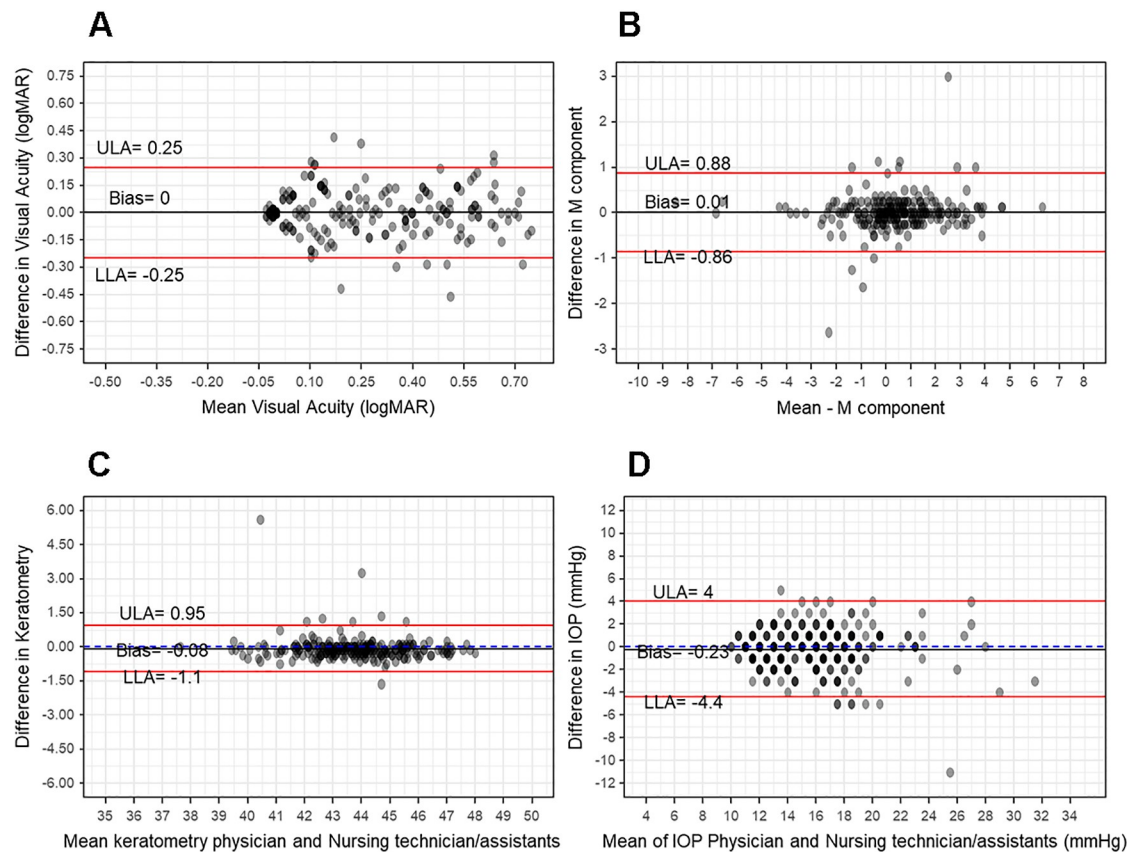 A
B
Difference in Visual Acuity (logMAR)
0.75
0.60
0.45
0.30
0.15
0.00
-0.15
-0.30
-0.45
-0.60
-0.75
ULA= 0.25
Bias= 0
LLA= -0.25
-0.50 -0.35 -0.20 -0.05 0.10 0.25 0.40 0.55 0.70
Mean Visual Acuity (logMAR)
Difference in M component
3
2
1
0
-1
-2
-3
ULA= 0.88
Bias= 0.01
LLA= -0.86
-10 -9 -8 -7 -6 -5 -4 -3 -2 -1 0 1 2 3 4 5 6 7 8
Mean - M component
C
D
Difference in Keratometry
6.00
4.50
3.00
1.50
0.00
-1.50
-3.00
-4.50
-6.00
ULA= 0.95
Bias= -0.08
LLA= -1.1
35 36 37 38 39 40 41 42 43 44 45 46 47 48 49 50
Mean keratometry physician and Nursing technician/assistants
Difference in IOP (mmHg)
12
10
8
6
4
2
0
-2
-4
-6
-8
-10
-12
ULA= 4
Bias= -0.23
LLA= -4.4
4 6 8 10 12 14 16 18 20 22 24 26 28 30 32 34
Mean of IOP Physician and Nursing technician/assistants (mmHg)